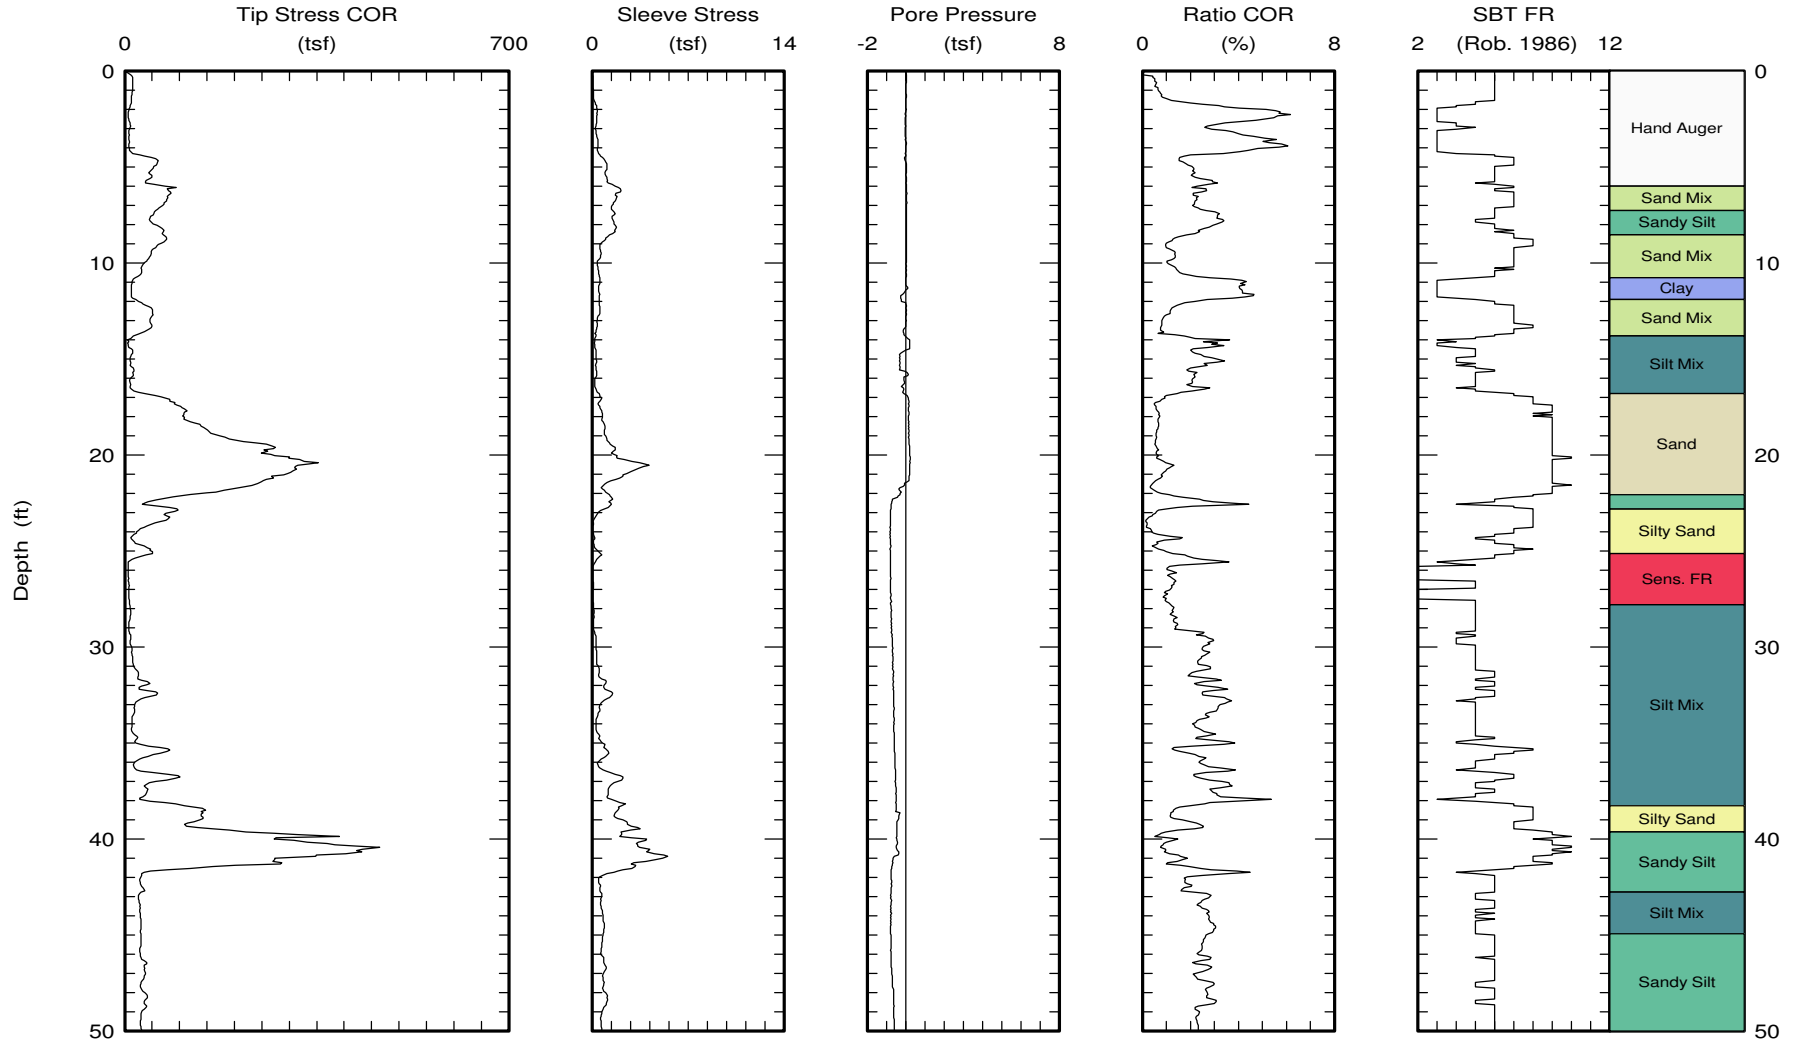 Tip Stress COR Sleeve Stress Pore Pressure Ratio COR SBT FR
0 (tsf) 700 0 (tsf) 14 -2 (tsf) 8 0 (%) 8 2 (Rob. 1986) 12
0 0
Hand Auger
Sand Mix
Sandy Silt
Sand Mix
10 10
Clay
Sand Mix
Silt Mix
Sand
20 20
Silty Sand
Depth (ft)
Sens. FR
30 30
Silt Mix
Silty Sand
40 40
Sandy Silt
Silt Mix
Sandy Silt
50 50